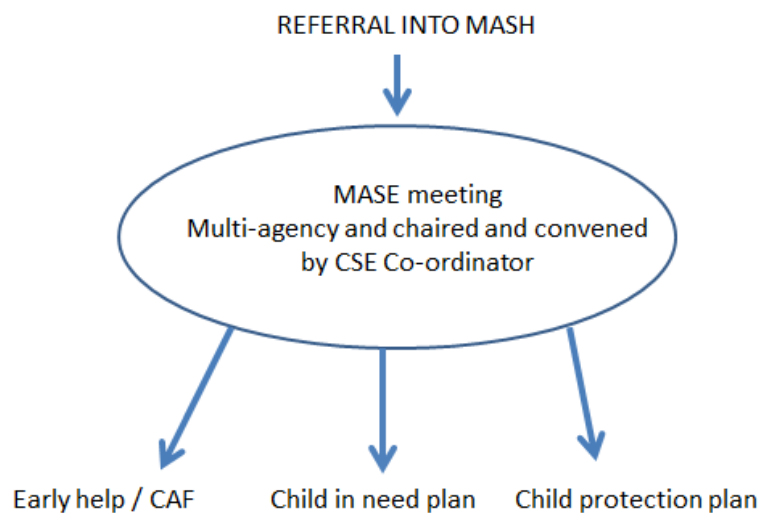 REFERRAL INTO MASH
MASE meeting
Multi-agency and chaired and convened
by CSE Co-ordinator
Early help / CAF
Child in need plan
Child protection plan